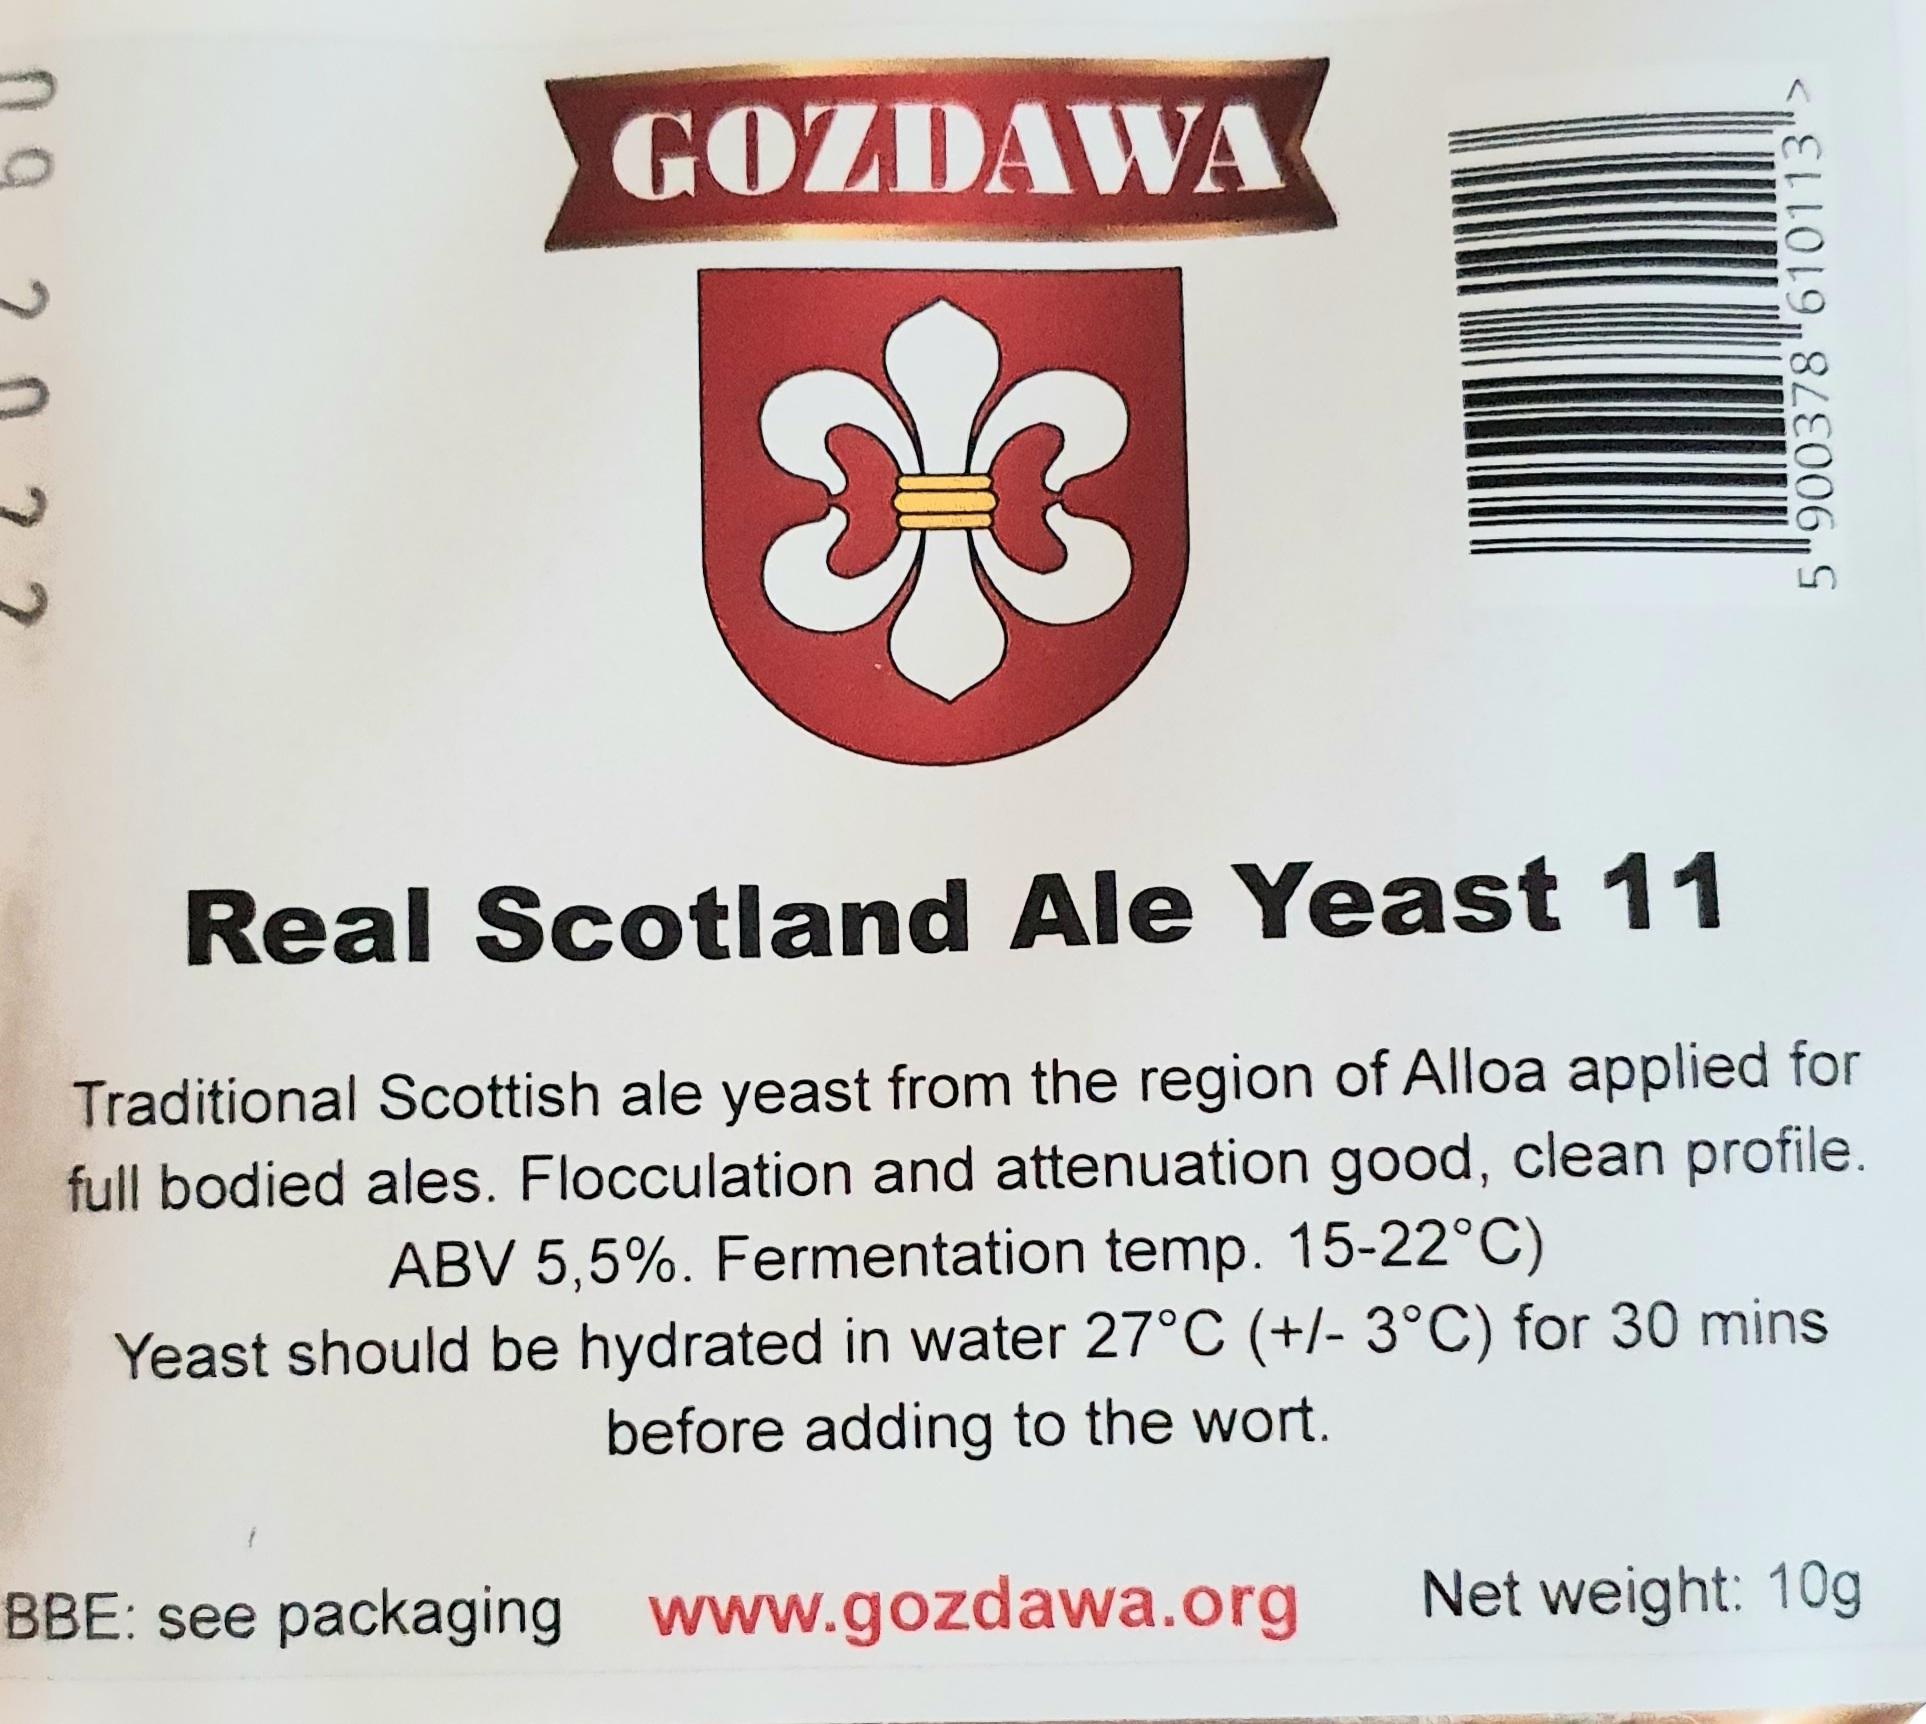 GOZDAWA
5 900378 610113 >
09 2022
Real Scotland Ale Yeast 11
Traditional Scottish ale yeast from the region of Alloa applied for
full bodied ales. Flocculation and attenuation good, clean profile.
ABV 5,5%. Fermentation temp. 15-22°C)
Yeast should be hydrated in water 27°C (+/- 3°C) for 30 mins
before adding to the wort.
BBE: see packaging
www.gozdawa.org
Net weight: 10g